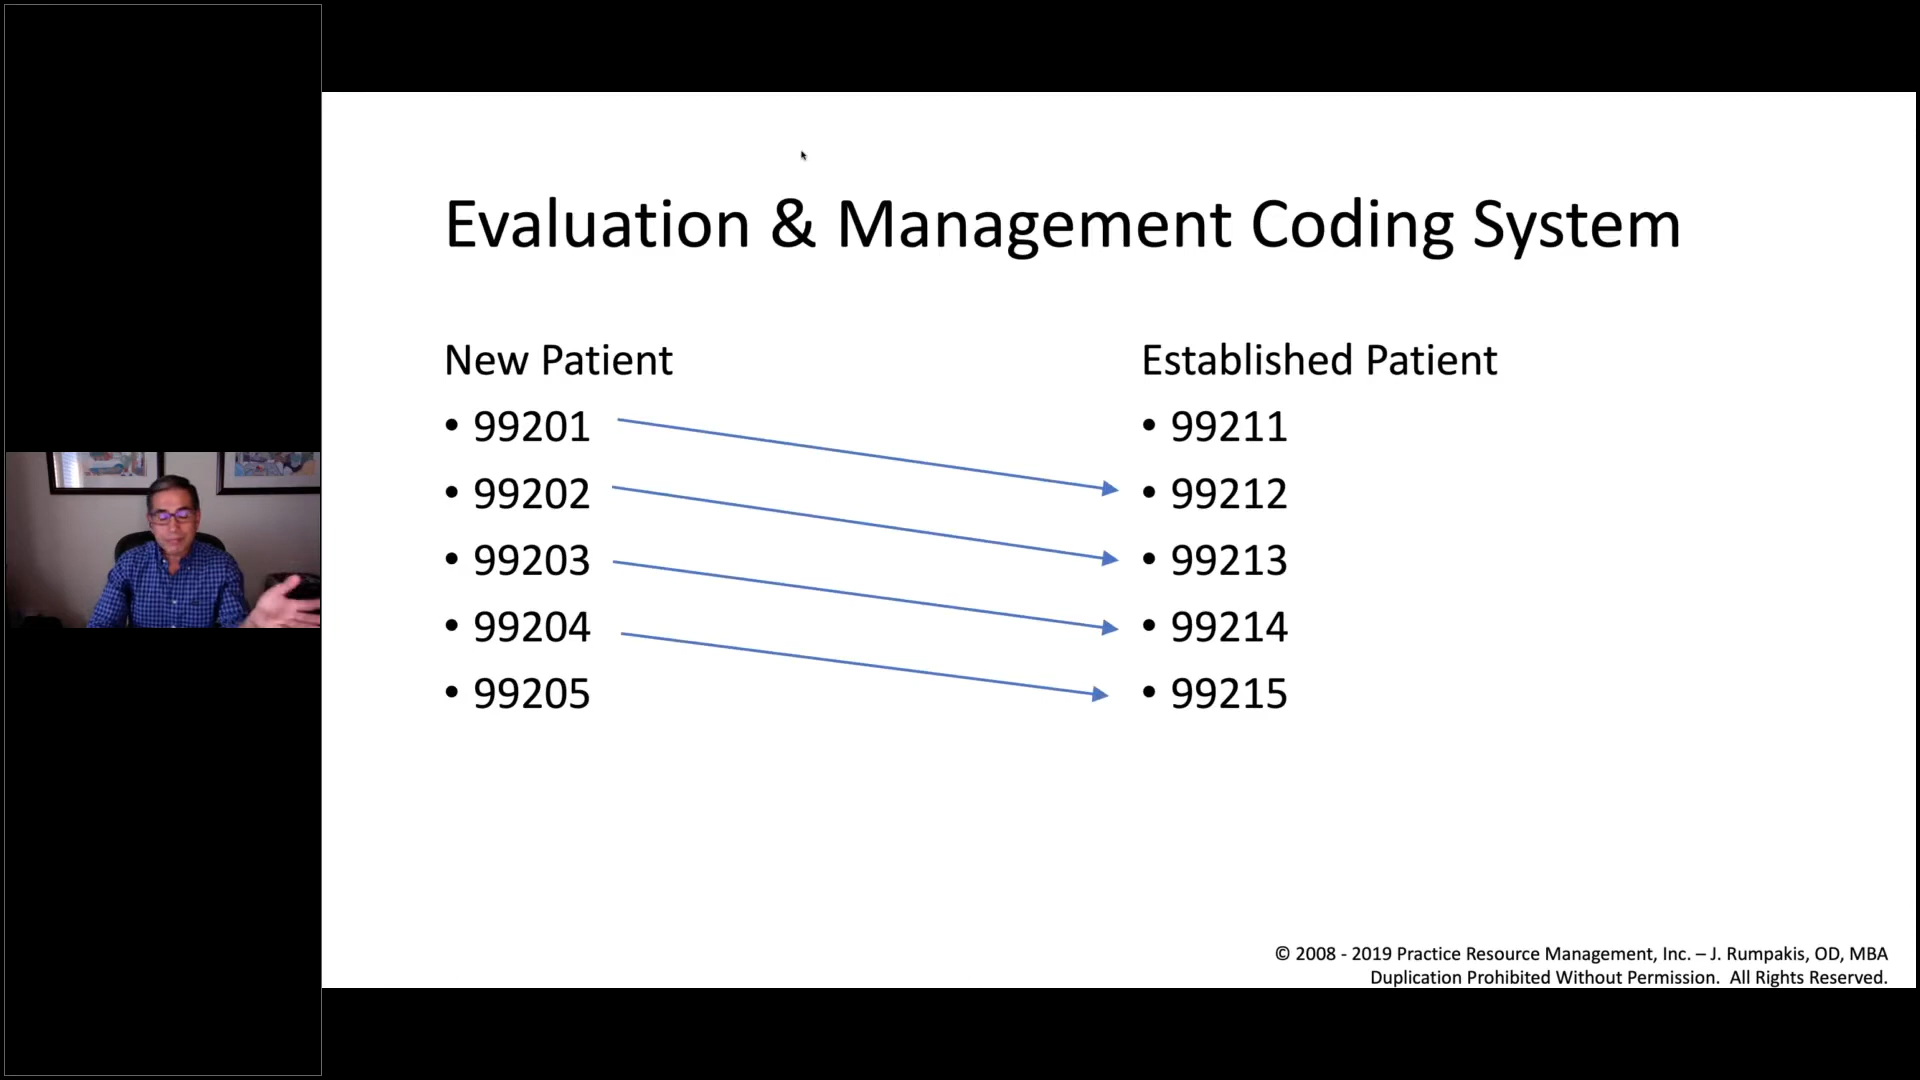 Evaluation & Management Coding System
New Patient
• 99201
• 99202
• 99203
• 99204
• 99205
Established Patient
• 99211
• 99212
• 99213
• 99214
• 99215
© 2008 - 2019 Practice Resource Management, Inc. – J. Rumpakis, OD, MBA
Duplication Prohibited Without Permission.  All Rights Reserved.